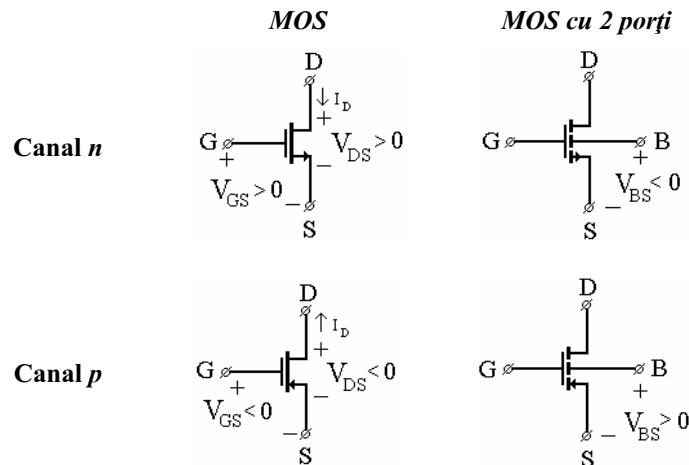 MOS
MOS cu 2 porţi
Canal n
D
↓ I_D
+
G
+
V_DS > 0
−
V_GS > 0
−
S
D
G
B
+
V_BS < 0
−
S
Canal p
D
↑ I_D
+
G
+
V_DS < 0
−
V_GS < 0
−
S
D
G
B
+
V_BS > 0
−
S